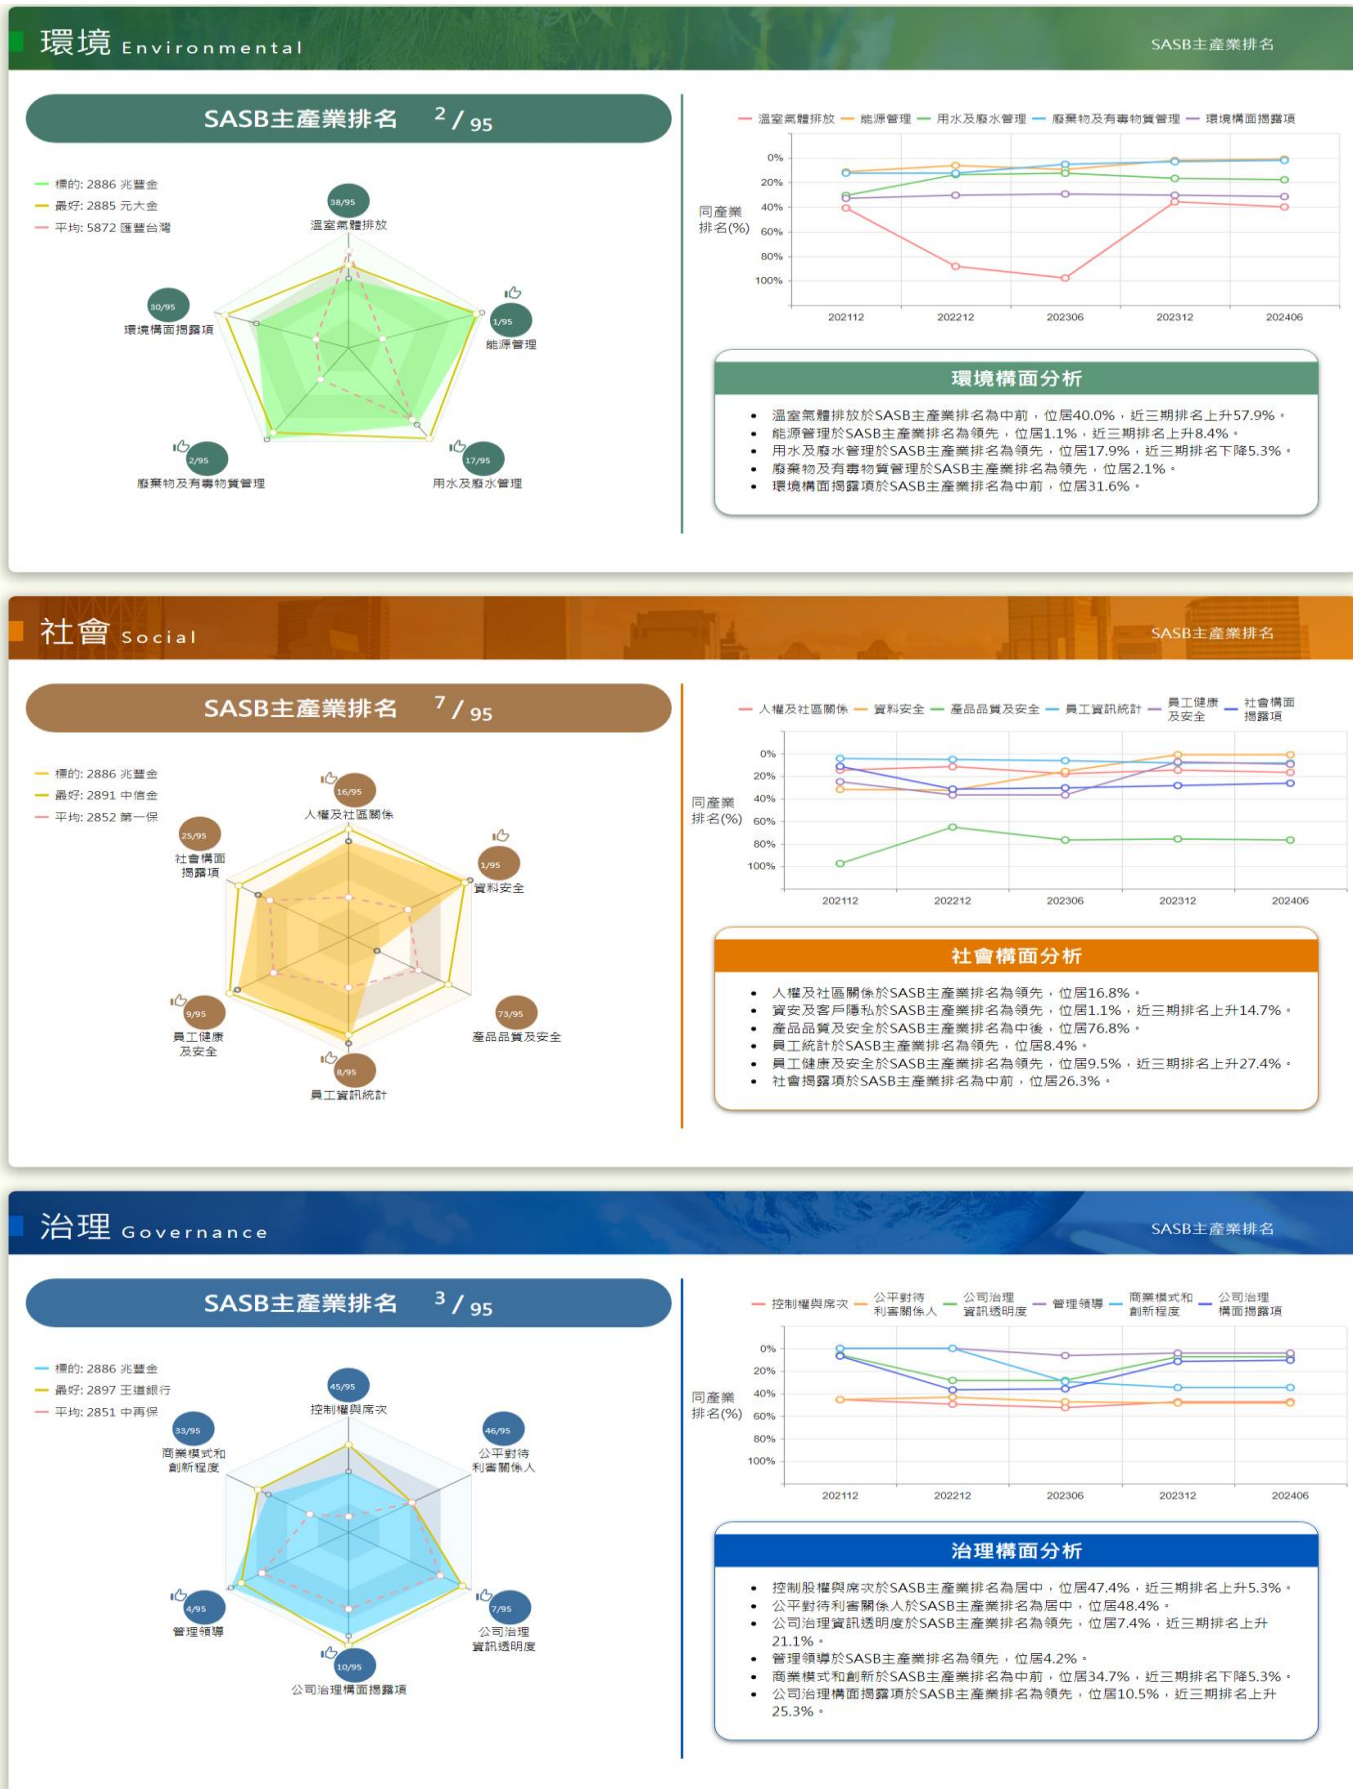 環境 Environmental
SASB主產業排名
SASB主產業排名 2 / 95
標的: 2886 兆豐金
最好: 2885 元大金
平均: 5872 匯豐台灣
38/95
溫室氣體排放
1/95
能源管理
17/95
用水及廢水管理
2/95
廢棄物及有毒物質管理
30/95
環境構面揭露項
溫室氣體排放 能源管理 用水及廢水管理 廢棄物及有毒物質管理 環境構面揭露項
同產業
排名(%)
0%
20%
40%
60%
80%
100%
202112 202212 202306 202312 202406
環境構面分析
• 溫室氣體排放於SASB主產業排名為中前，位居40.0%，近三期排名上升57.9%。
• 能源管理於SASB主產業排名為領先，位居1.1%，近三期排名上升8.4%。
• 用水及廢水管理於SASB主產業排名為領先，位居17.9%，近三期排名下降5.3%。
• 廢棄物及有毒物質管理於SASB主產業排名為領先，位居2.1%。
• 環境構面揭露項於SASB主產業排名為中前，位居31.6%。
社會 Social
SASB主產業排名
SASB主產業排名 7 / 95
標的: 2886 兆豐金
最好: 2891 中信金
平均: 2852 第一保
16/95
人權及社區關係
1/95
資料安全
73/95
產品品質及安全
8/95
員工資訊統計
9/95
員工健康
及安全
25/95
社會構面
揭露項
人權及社區關係 資料安全 產品品質及安全 員工資訊統計 員工健康
及安全 社會構面
揭露項
同產業
排名(%)
0%
20%
40%
60%
80%
100%
202112 202212 202306 202312 202406
社會構面分析
• 人權及社區關係於SASB主產業排名為領先，位居16.8%。
• 資安及客戶隱私於SASB主產業排名為領先，位居1.1%，近三期排名上升14.7%。
• 產品品質及安全於SASB主產業排名為中後，位居76.8%。
• 員工統計於SASB主產業排名為領先，位居8.4%。
• 員工健康及安全於SASB主產業排名為領先，位居9.5%，近三期排名上升27.4%。
• 社會揭露項於SASB主產業排名為中前，位居26.3%。
治理 Governance
SASB主產業排名
SASB主產業排名 3 / 95
標的: 2886 兆豐金
最好: 2897 王道銀行
平均: 2851 中再保
45/95
控制權與席次
46/95
公平對待
利害關係人
7/95
公司治理
資訊透明度
10/95
公司治理構面揭露項
4/95
管理領導
33/95
商業模式和
創新程度
控制權與席次 公平對待
利害關係人 公司治理
資訊透明度 管理領導 商業模式和
創新程度 公司治理
構面揭露項
同產業
排名(%)
0%
20%
40%
60%
80%
100%
202112 202212 202306 202312 202406
治理構面分析
• 控制股權與席次於SASB主產業排名為居中，位居47.4%，近三期排名上升5.3%。
• 公平對待利害關係人於SASB主產業排名為居中，位居48.4%。
• 公司治理資訊透明度於SASB主產業排名為領先，位居7.4%，近三期排名上升
21.1%。
• 管理領導於SASB主產業排名為領先，位居4.2%。
• 商業模式和創新於SASB主產業排名為中前，位居34.7%，近三期排名下降5.3%。
• 公司治理構面揭露項於SASB主產業排名為領先，位居10.5%，近三期排名上升
25.3%。